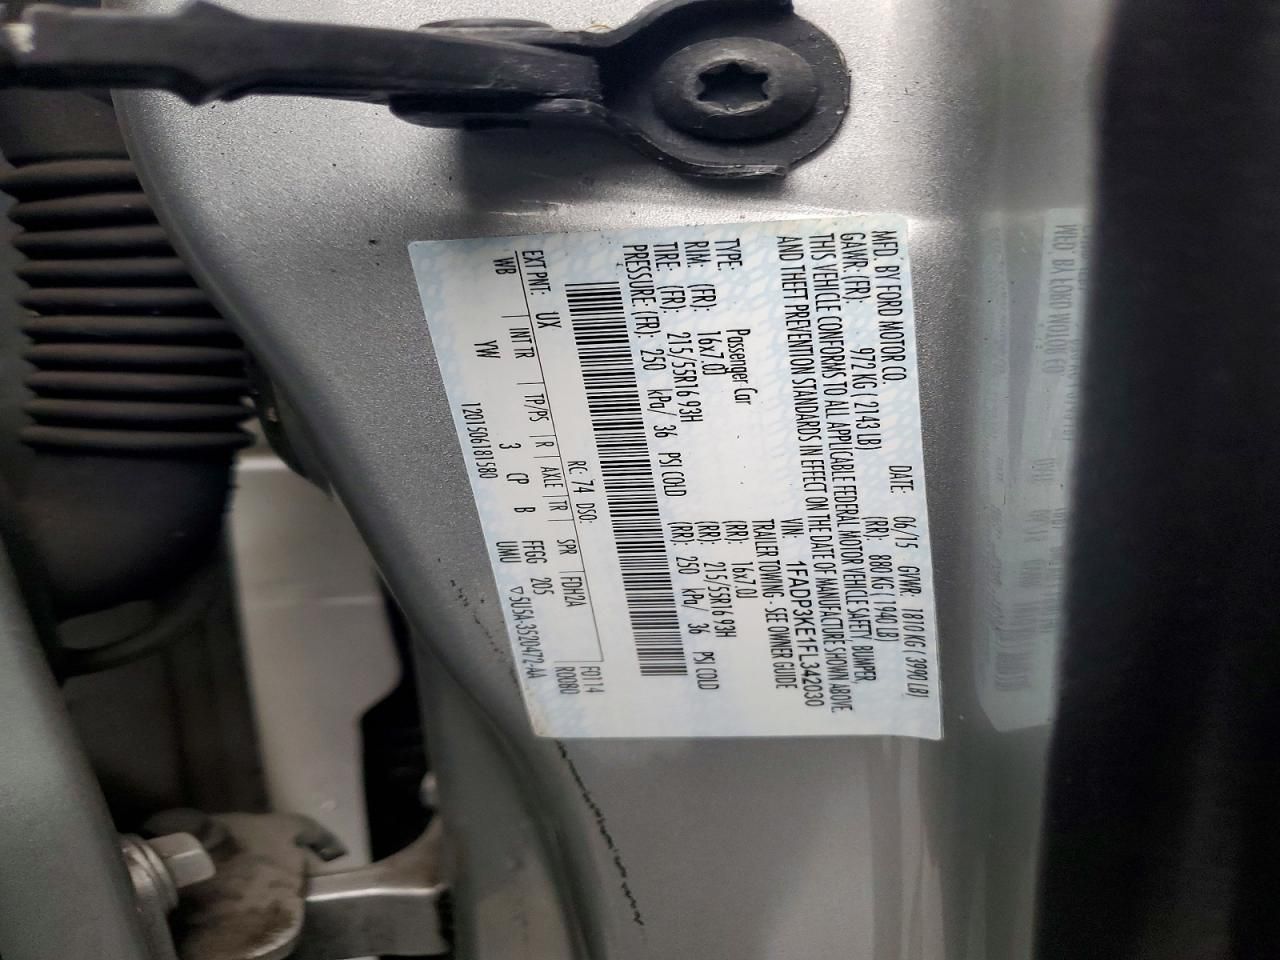 MFD. BY FORD MOTOR CO.
DATE: 06/15 GVWR: 1810 KG ( 3990 LB)
GAWR: (FR): 972 KG ( 2143 LB) (RR): 880 KG ( 1940 LB)
THIS VEHICLE CONFORMS TO ALL APPLICABLE FEDERAL MOTOR VEHICLE SAFETY, BUMPER,
AND THEFT PREVENTION STANDARDS IN EFFECT ON THE DATE OF MANUFACTURE SHOWN ABOVE.
VIN: 1FADP3KE1FL342030
TYPE: Passenger Car TRAILER TOWING - SEE OWNER GUIDE
RIM: (FR): 16x7.0J (RR): 16x7.0J
TIRE: (FR): 215/55R16 93H (RR): 215/55R16 93H
PRESSURE: (FR): 250 kPa/ 36 PSI COLD (RR): 250 kPa/ 36 PSI COLD
F0114
EXT PNT: UX RC: 74 DSO: R0080
WB INT TR TP/PS R AXLE TR SPR FDH2A
YW 3 CP B FFGG 205
1201506181580 UMU ▽5U5A-3520472-AA